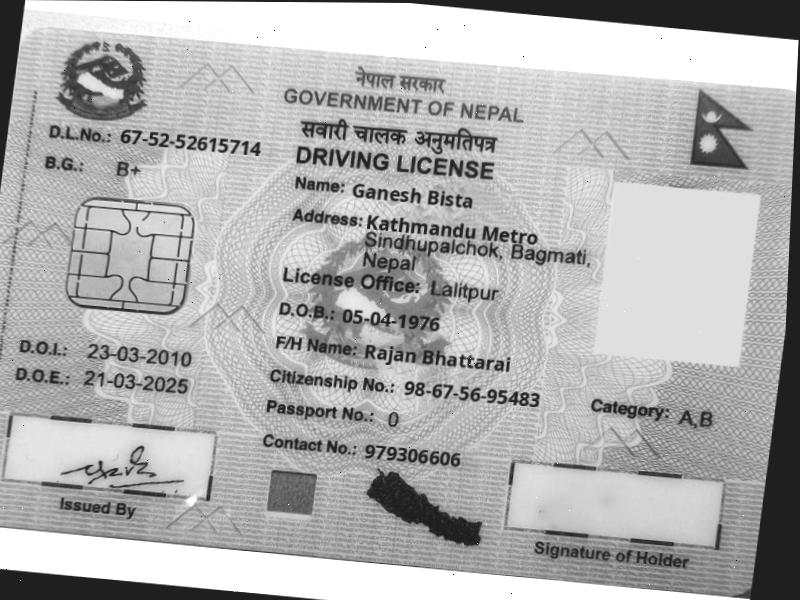 नेपाल सरकार
GOVERNMENT OF NEPAL
सवारी चालक अनुमतिपत्र
DRIVING LICENSE
D.L.No.: 67-52-52615714
B.G.: B+
Name: Ganesh Bista
Address: Kathmandu Metro
Sindhupalchok, Bagmati,
Nepal
License Office: Lalitpur
D.O.B.: 05-04-1976
F/H Name: Rajan Bhattarai
D.O.I.: 23-03-2010
D.O.E.: 21-03-2025
Citizenship No.: 98-67-56-95483
Passport No.: 0
Contact No.: 979306606
Category: A,B
Issued By
Signature of Holder